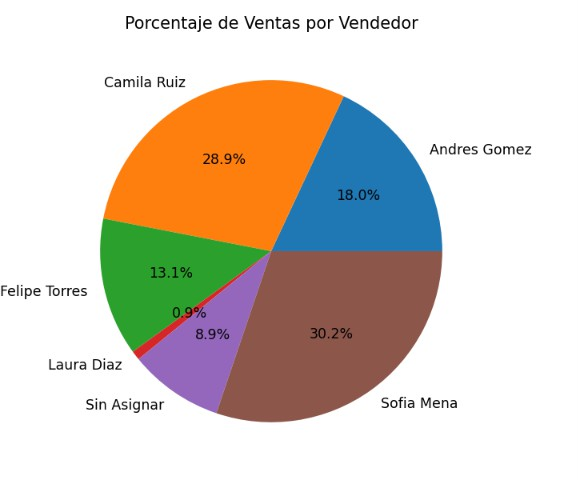 Porcentaje de Ventas por Vendedor
Camila Ruiz
Andres Gomez
28.9%
18.0%
13.1%
Felipe Torres
0.9%
8.9%
30.2%
Laura Diaz
Sin Asignar
Sofia Mena